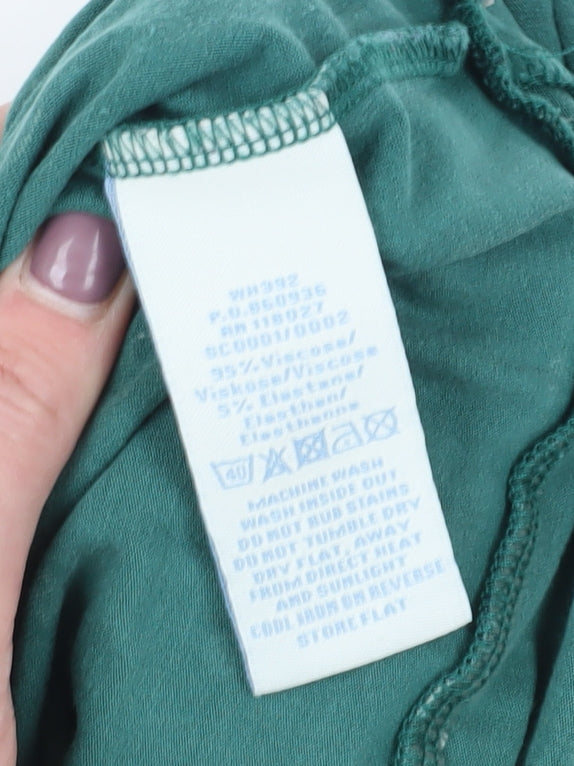 WH392
P.O.860936
RM 118027
SC0001/0002
95% Viscose/
Viskose/Viscose
5% Elastane/
Elasthan/
Elasthanne
40
MACHINE WASH
WASH INSIDE OUT
DO NOT RUB STAINS
DO NOT TUMBLE DRY
DRY FLAT, AWAY
FROM DIRECT HEAT
AND SUNLIGHT
COOL IRON ON REVERSE
STORE FLAT